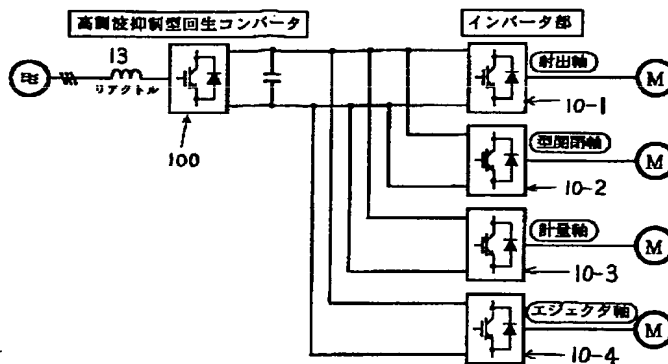 高調波抑制型回生コンバータ
インバータ部
13
リアクトル
100
射出軸
10-1
M
型開閉軸
10-2
M
計量軸
10-3
M
エジェクタ軸
10-4
M